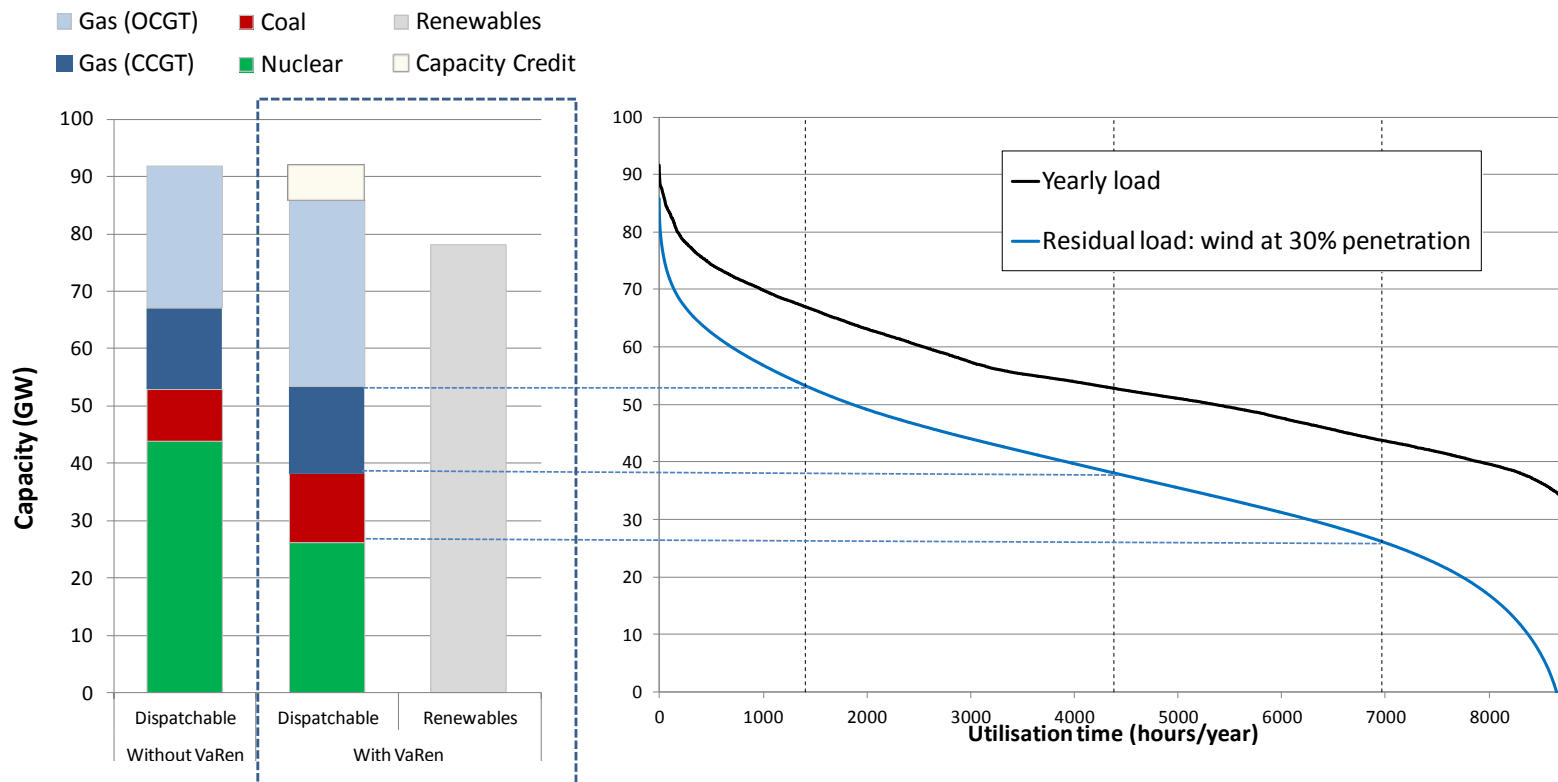 Gas (OCGT) Coal Renewables
Gas (CCGT) Nuclear Capacity Credit
Capacity (GW)
100
90
80
70
60
50
40
30
20
10
0
Dispatchable Dispatchable Renewables
Without VaRen With VaRen
100
90
80
70
60
50
40
30
20
10
0
Yearly load
Residual load: wind at 30% penetration
0 1000 2000 3000 4000 5000 6000 7000 8000
Utilisation time (hours/year)